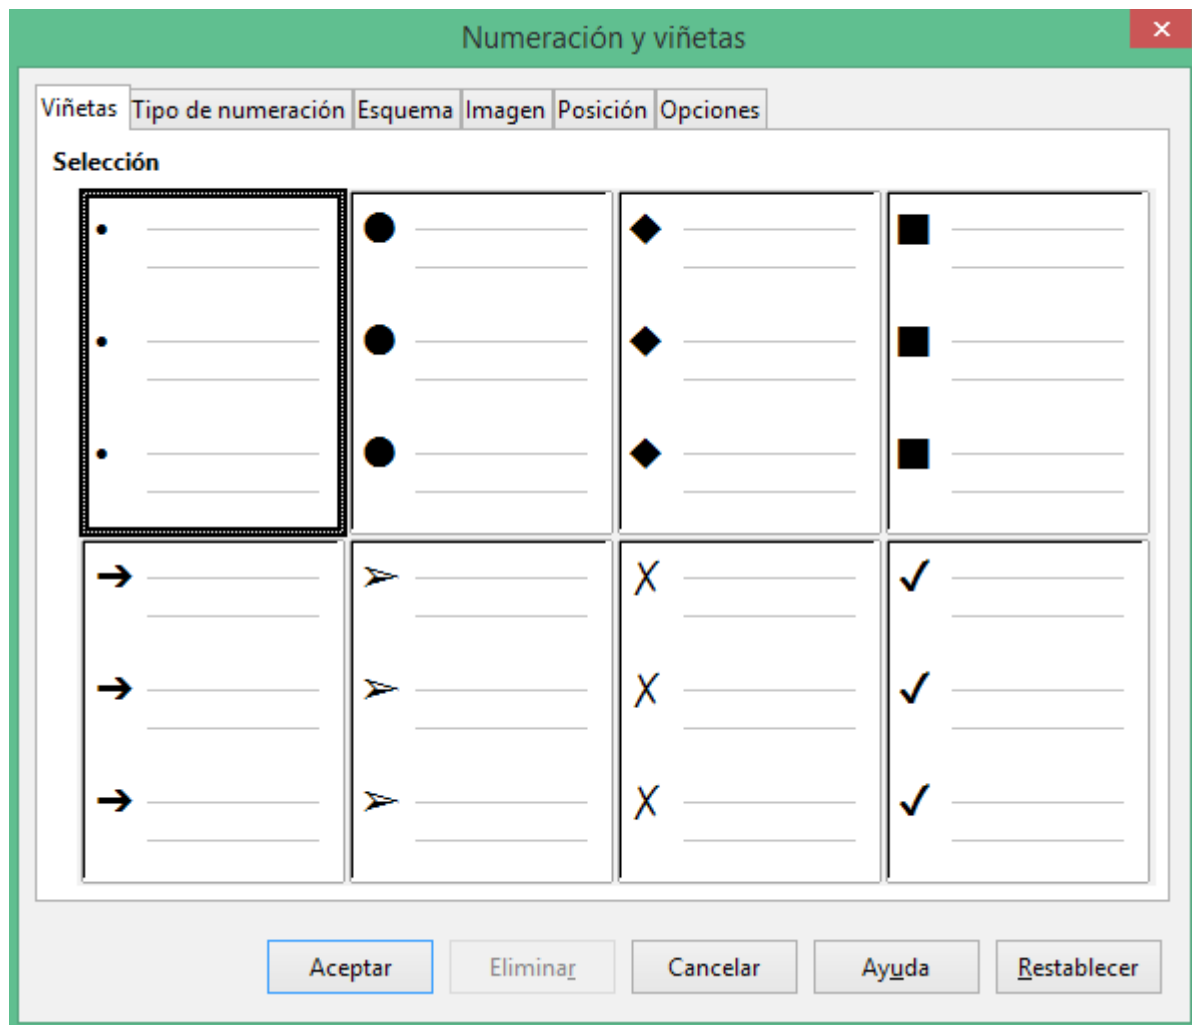 Numeración y viñetas
Viñetas Tipo de numeración Esquema Imagen Posición Opciones
Selección
Aceptar Eliminar Cancelar Ayuda Restablecer